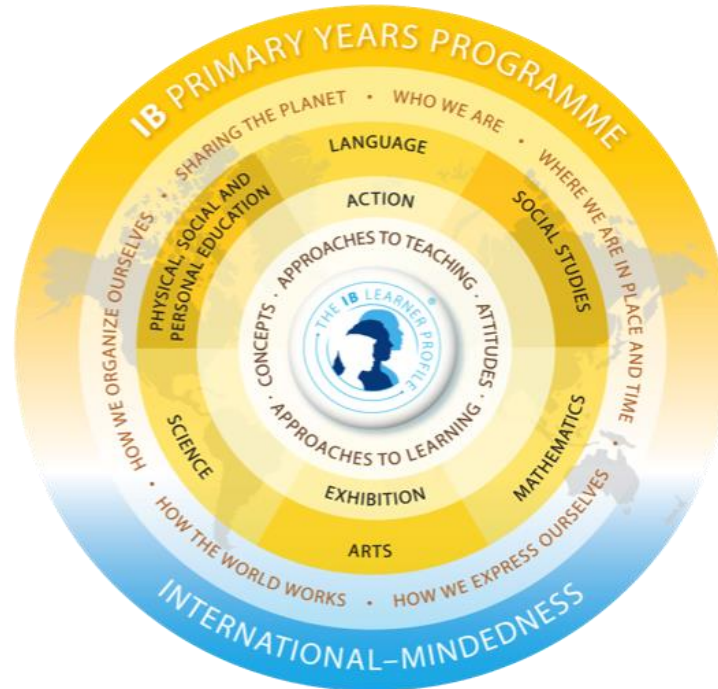 IB PRIMARY YEARS PROGRAMME
SHARING THE PLANET • WHO WE ARE • WHERE WE ARE IN PLACE AND TIME •
HOW WE EXPRESS OURSELVES • HOW THE WORLD WORKS • HOW WE ORGANIZE OURSELVES •
LANGUAGE
SOCIAL STUDIES
MATHEMATICS
ARTS
SCIENCE
PHYSICAL, SOCIAL AND
PERSONAL EDUCATION
ACTION
EXHIBITION
APPROACHES TO TEACHING · ATTITUDES · APPROACHES TO LEARNING · CONCEPTS ·
· THE IB LEARNER PROFILE ·
®
INTERNATIONAL–MINDEDNESS